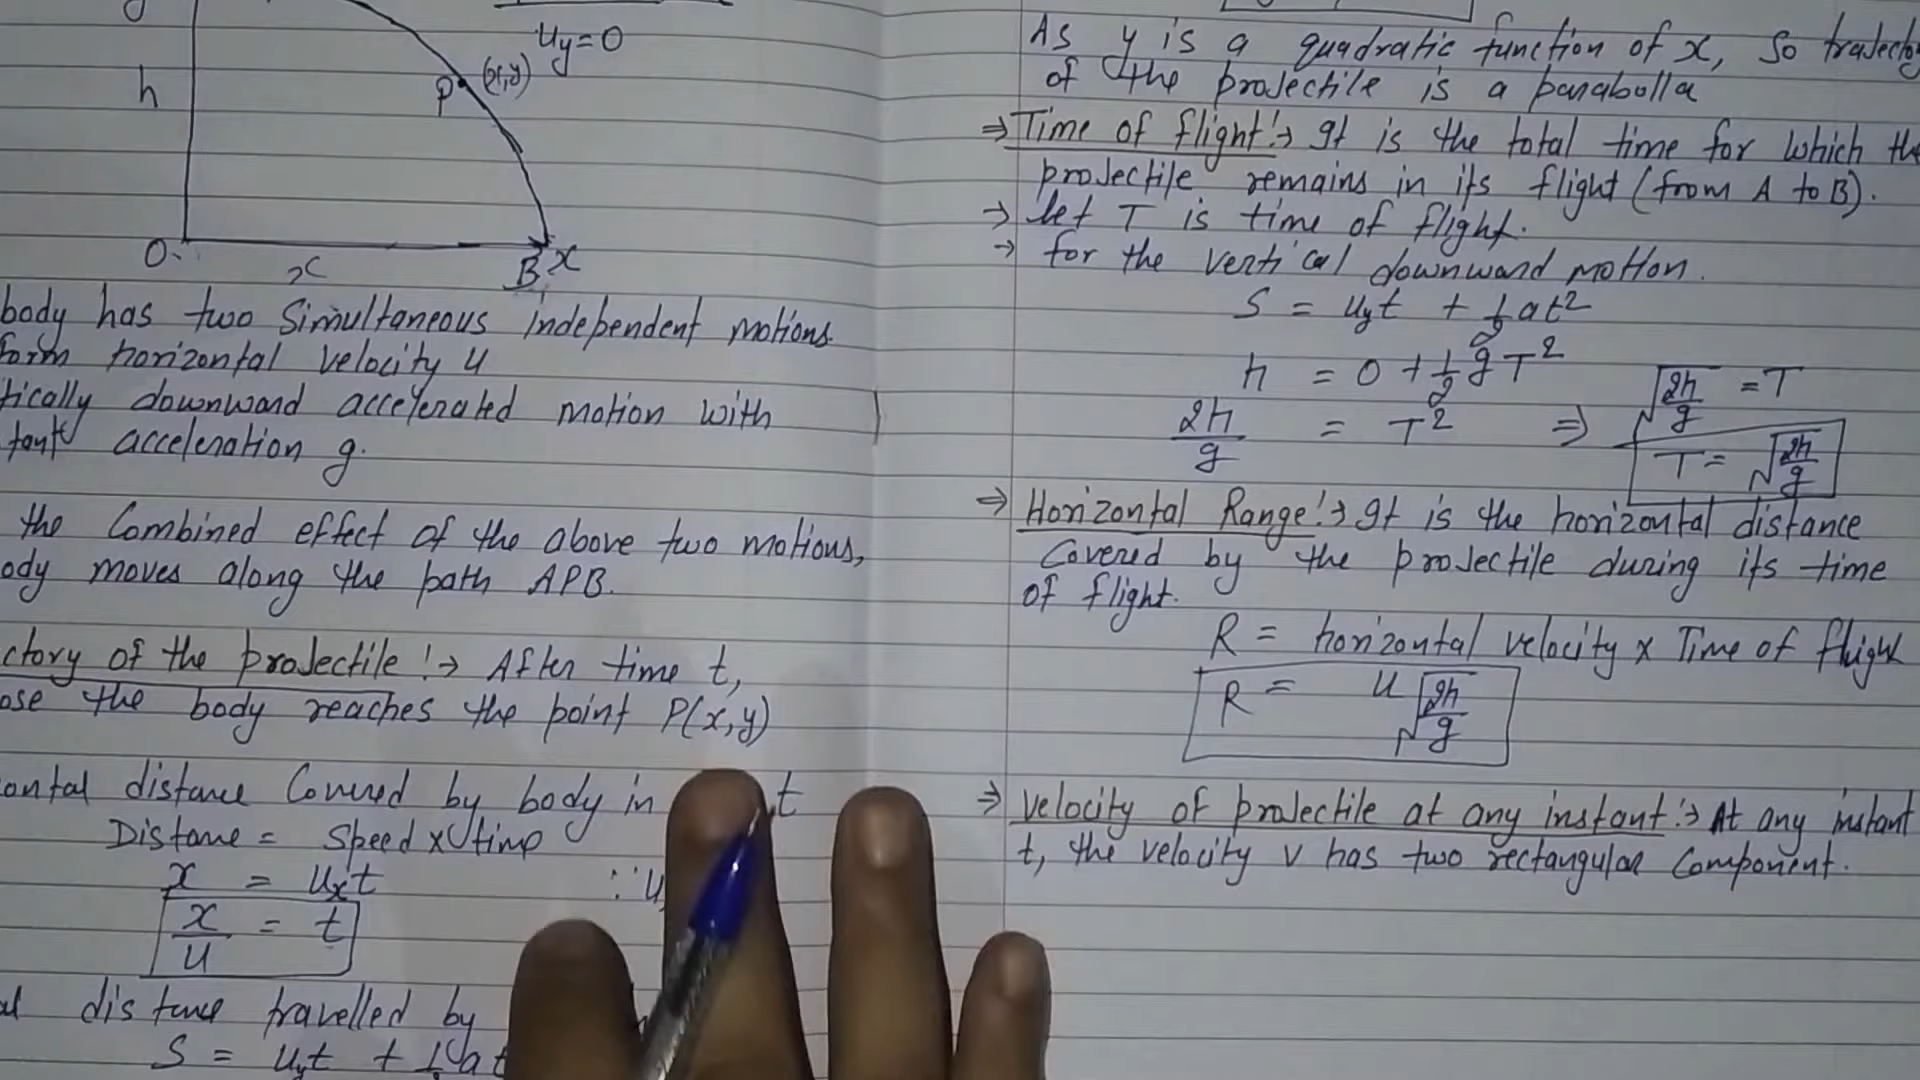 h
uy = 0
P (x,y)
O
x
B x
body has two Simultaneous independent motions.
form horizontal velocity u
tically downward accelerated motion with
tant acceleration g.
the Combined effect of the above two motions,
ody moves along the path APB.
ctory of the projectile :→ After time t,
ose the body reaches the point P(x,y)
ontal distance Covered by body in t
Distane = Speed × time
x = uxt ∵ u
x/u = t
distance travelled by
S = uyt + a t
As y is a quadratic function of x, So trajectory
of the projectile is a parabolla
⇒ Time of flight :→ It is the total time for which the
projectile remains in its flight (from A to B).
→ let T is time of flight.
→ for the vertical downward motion.
S = uyt + 1/2 at²
h = 0 + 1/2 gT²
2h/g = T² ⇒ √2h/g = T
T = √2h/g
⇒ Horizontal Range :→ It is the horizontal distance
Covered by the projectile during its time
of flight.
R = horizontal velocity × Time of flight
R = u √2h/g
⇒ velocity of projectile at any instant :→ At any instant
t, the velocity v has two rectangular Component.